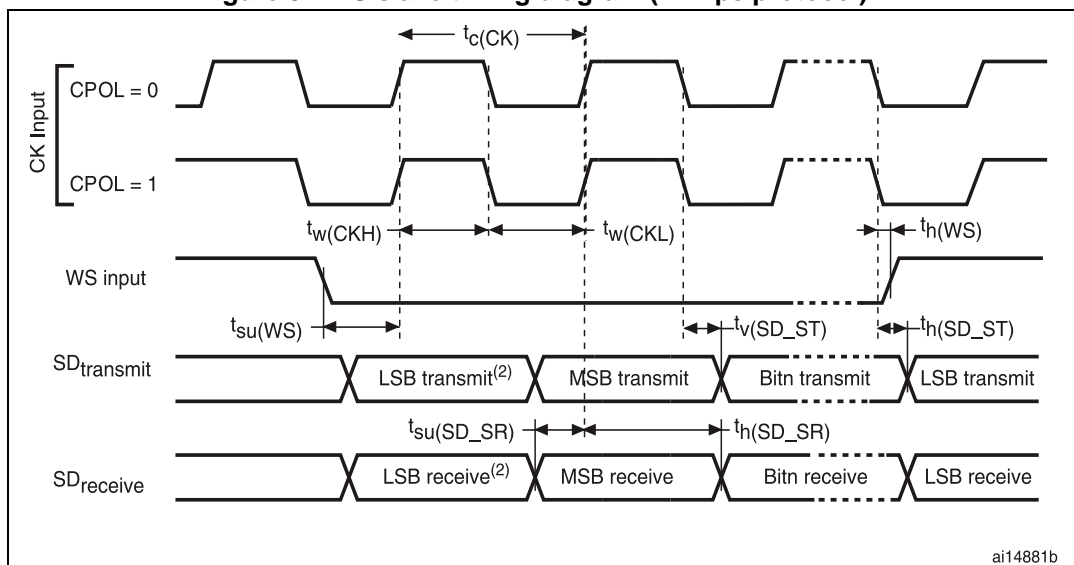 tc(CK)
CK Input
CPOL = 0
CPOL = 1
tw(CKH)
tw(CKL)
th(WS)
WS input
tsu(WS)
tv(SD_ST)
th(SD_ST)
SDtransmit
LSB transmit(2)
MSB transmit
Bitn transmit
LSB transmit
tsu(SD_SR)
th(SD_SR)
SDreceive
LSB receive(2)
MSB receive
Bitn receive
LSB receive
ai14881b